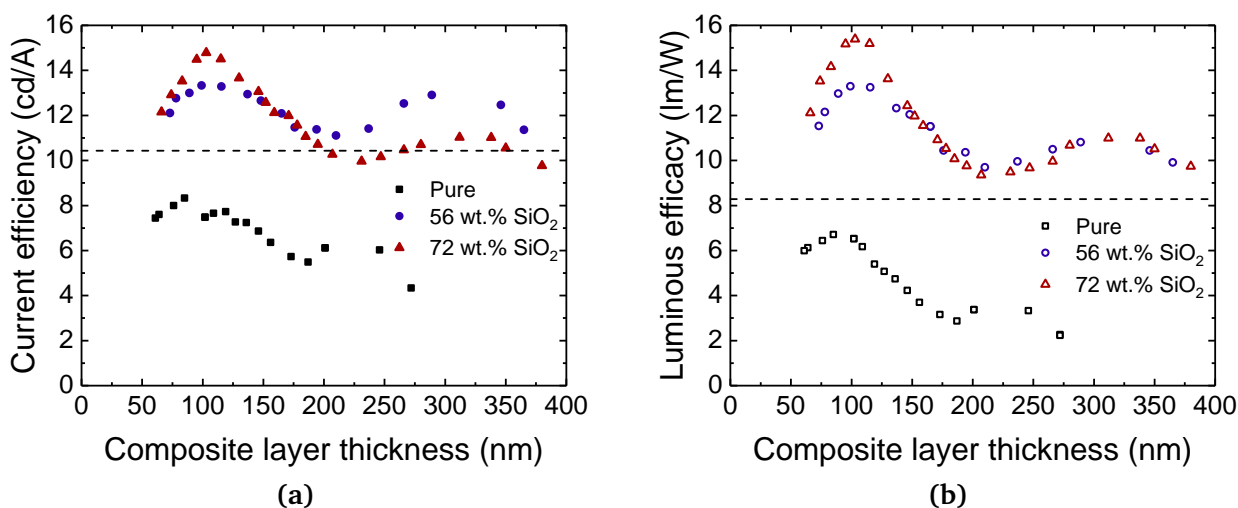 16
14
12
10
8
6
4
2
0
Current efficiency (cd/A)
Pure
56 wt.% SiO₂
72 wt.% SiO₂
0 50 100 150 200 250 300 350 400
Composite layer thickness (nm)
(a)
16
14
12
10
8
6
4
2
0
Luminous efficacy (lm/W)
Pure
56 wt.% SiO₂
72 wt.% SiO₂
0 50 100 150 200 250 300 350 400
Composite layer thickness (nm)
(b)